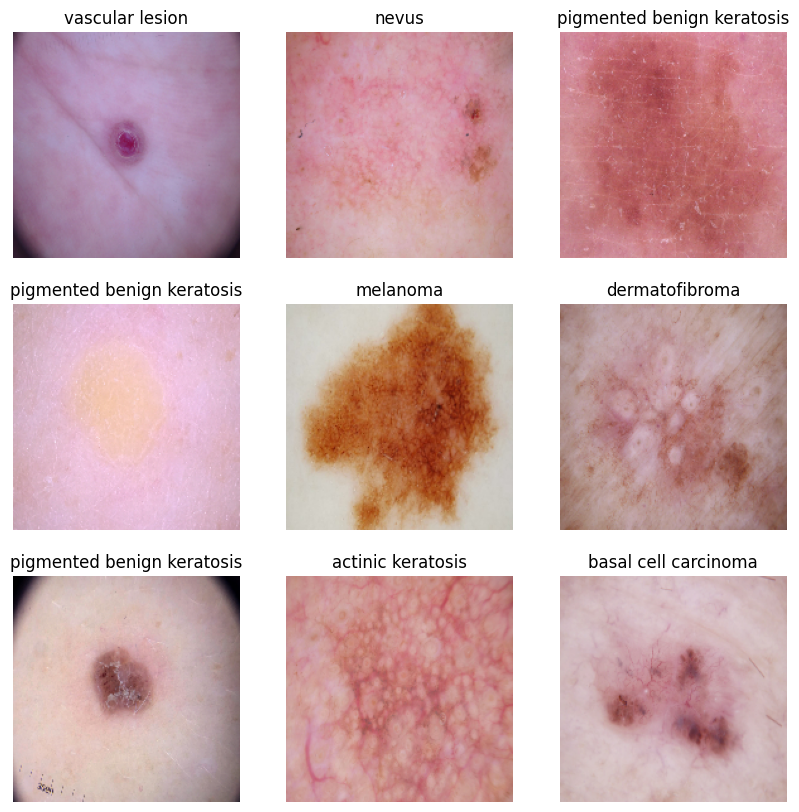 vascular lesion
nevus
pigmented benign keratosis
pigmented benign keratosis
melanoma
dermatofibroma
pigmented benign keratosis
actinic keratosis
basal cell carcinoma